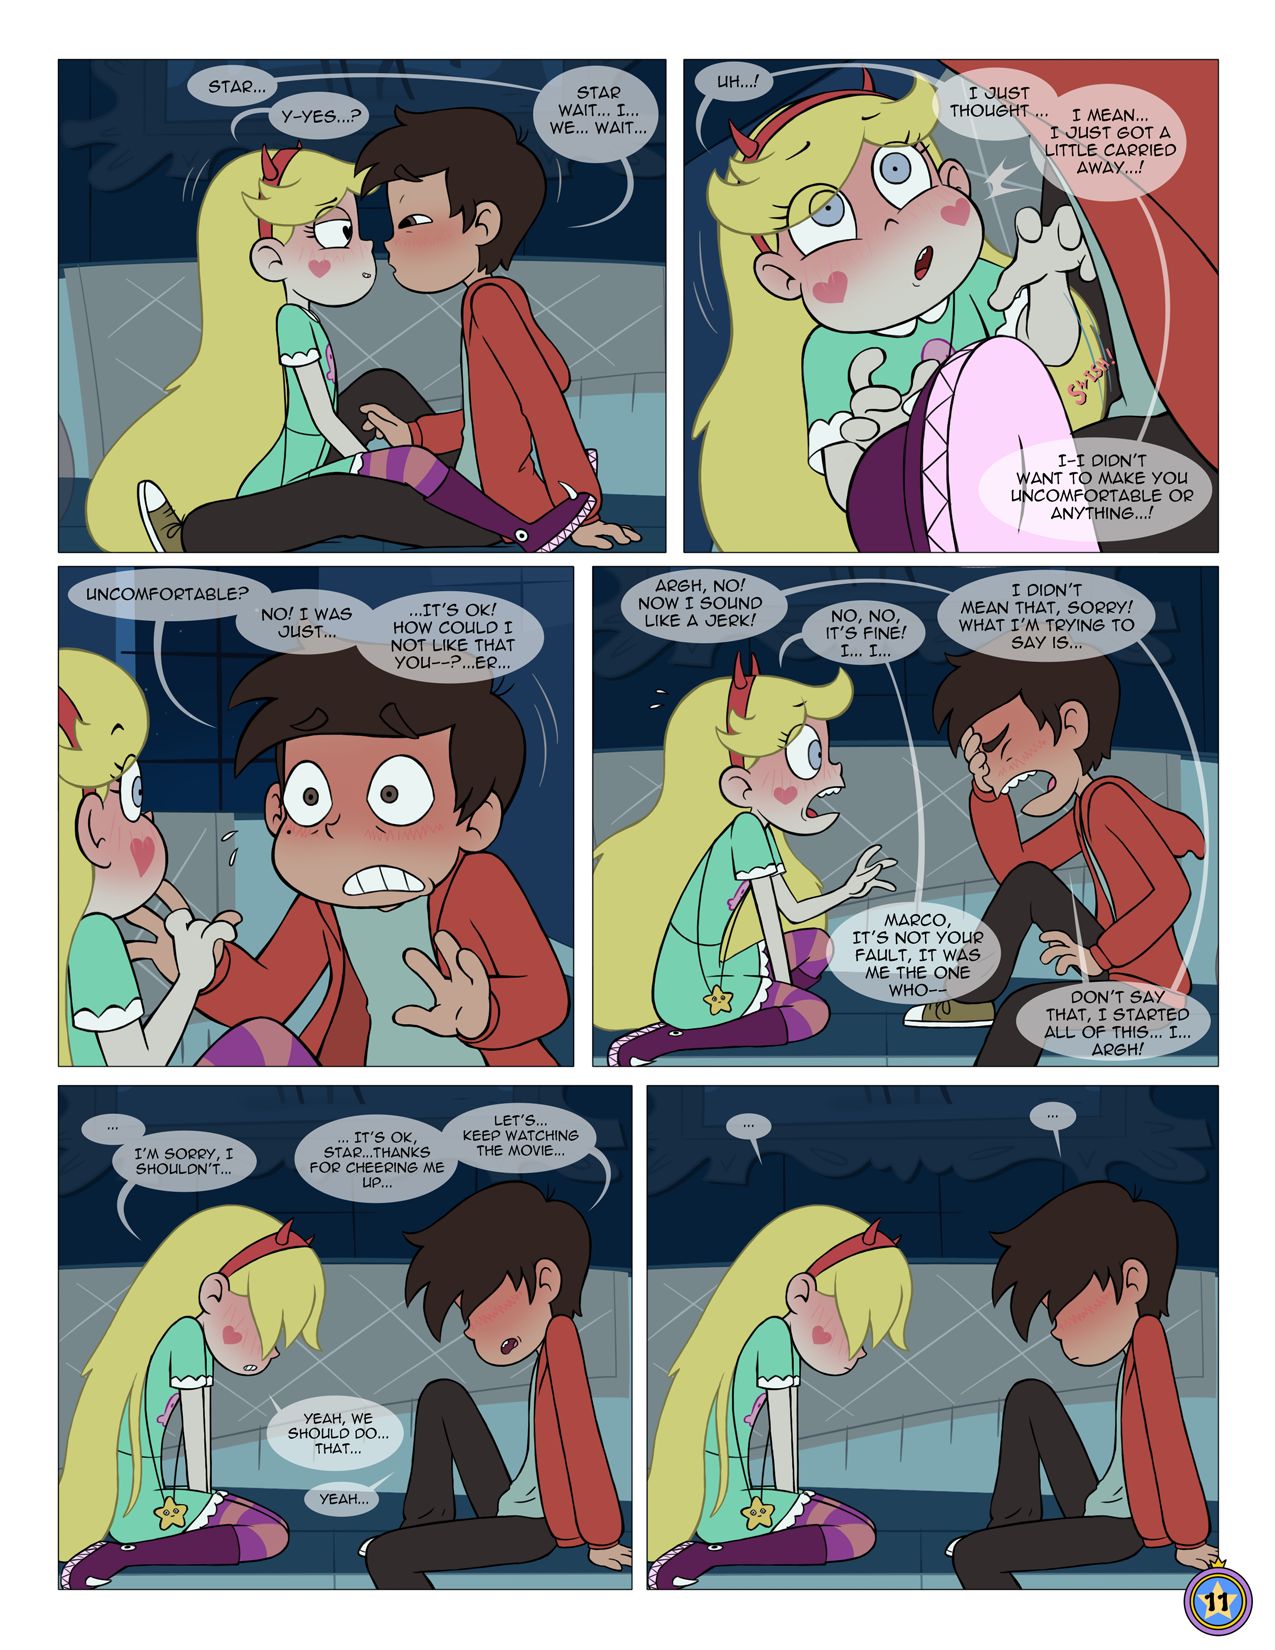 STAR...
Y-YES...?
STAR
WAIT... I...
WE... WAIT...
UH...!
I JUST
THOUGHT ...
I MEAN...
I JUST GOT A
LITTLE CARRIED
AWAY...!
SWISH!
I-I DIDN'T
WANT TO MAKE YOU
UNCOMFORTABLE OR
ANYTHING...!
UNCOMFORTABLE?
NO! I WAS
JUST...
...IT'S OK!
HOW COULD I
NOT LIKE THAT
YOU--?...ER...
ARGH, NO!
NOW I SOUND
LIKE A JERK!
NO, NO,
IT'S FINE!
I... I...
I DIDN'T
MEAN THAT, SORRY!
WHAT I'M TRYING TO
SAY IS...
MARCO,
IT'S NOT YOUR
FAULT, IT WAS
ME THE ONE
WHO--
DON'T SAY
THAT, I STARTED
ALL OF THIS... I...
ARGH!
...
I'M SORRY, I
SHOULDN'T...
... IT'S OK,
STAR...THANKS
FOR CHEERING ME
UP...
LET'S...
KEEP WATCHING
THE MOVIE...
YEAH, WE
SHOULD DO...
THAT...
YEAH...
...
...
11